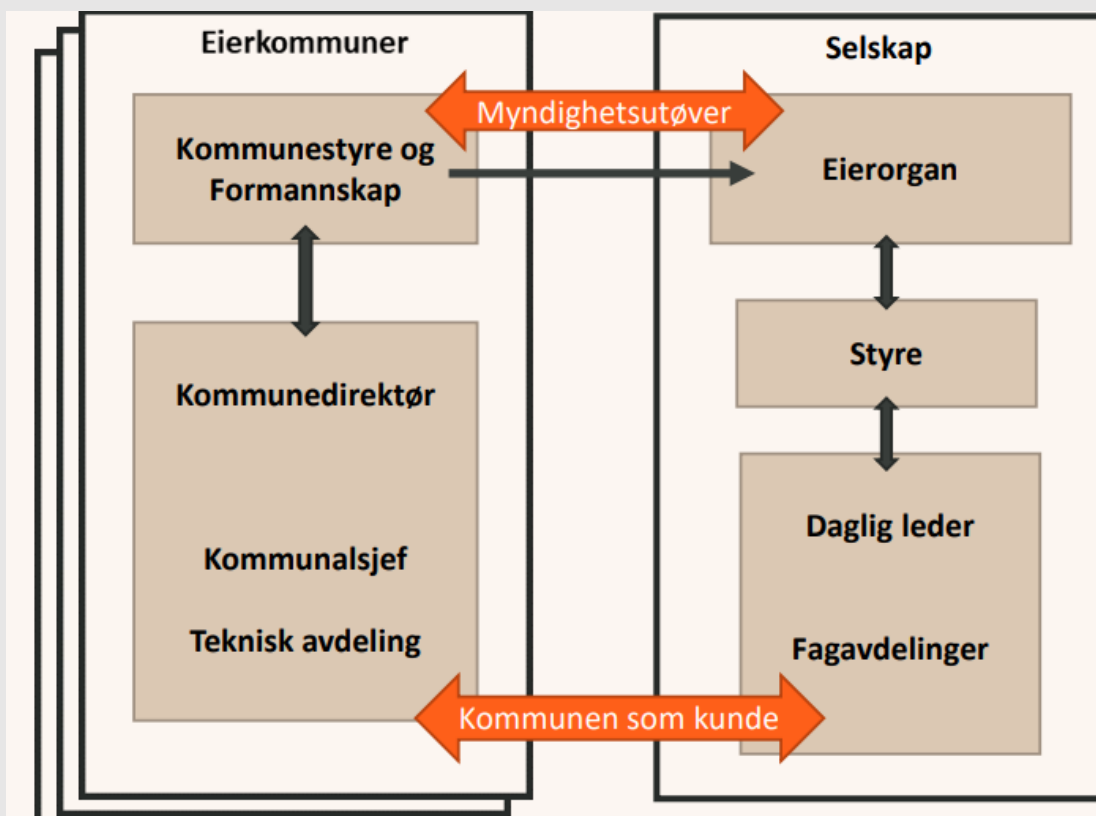 Eierkommuner
Kommunestyre og
Formannskap
Kommunedirektør
Kommunalsjef
Teknisk avdeling
Myndighetsutøver
Kommunen som kunde
Selskap
Eierorgan
Styre
Daglig leder
Fagavdelinger